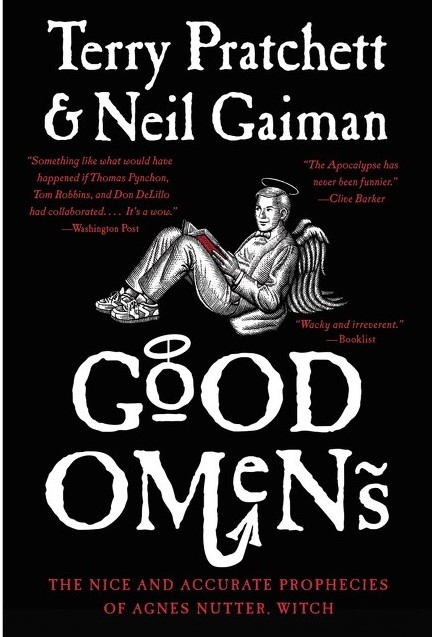 Terry Pratchett
& Neil Gaiman
“Something like what would have
happened if Thomas Pynchon,
Tom Robbins, and Don DeLillo
had collaborated.... It's a wow.”
—Washington Post
“The Apocalypse has
never been funnier.”
—Clive Barker
“Wacky and irreverent.”
—Booklist
GOOD
OMENS
THE NICE AND ACCURATE PROPHECIES
OF AGNES NUTTER, WITCH